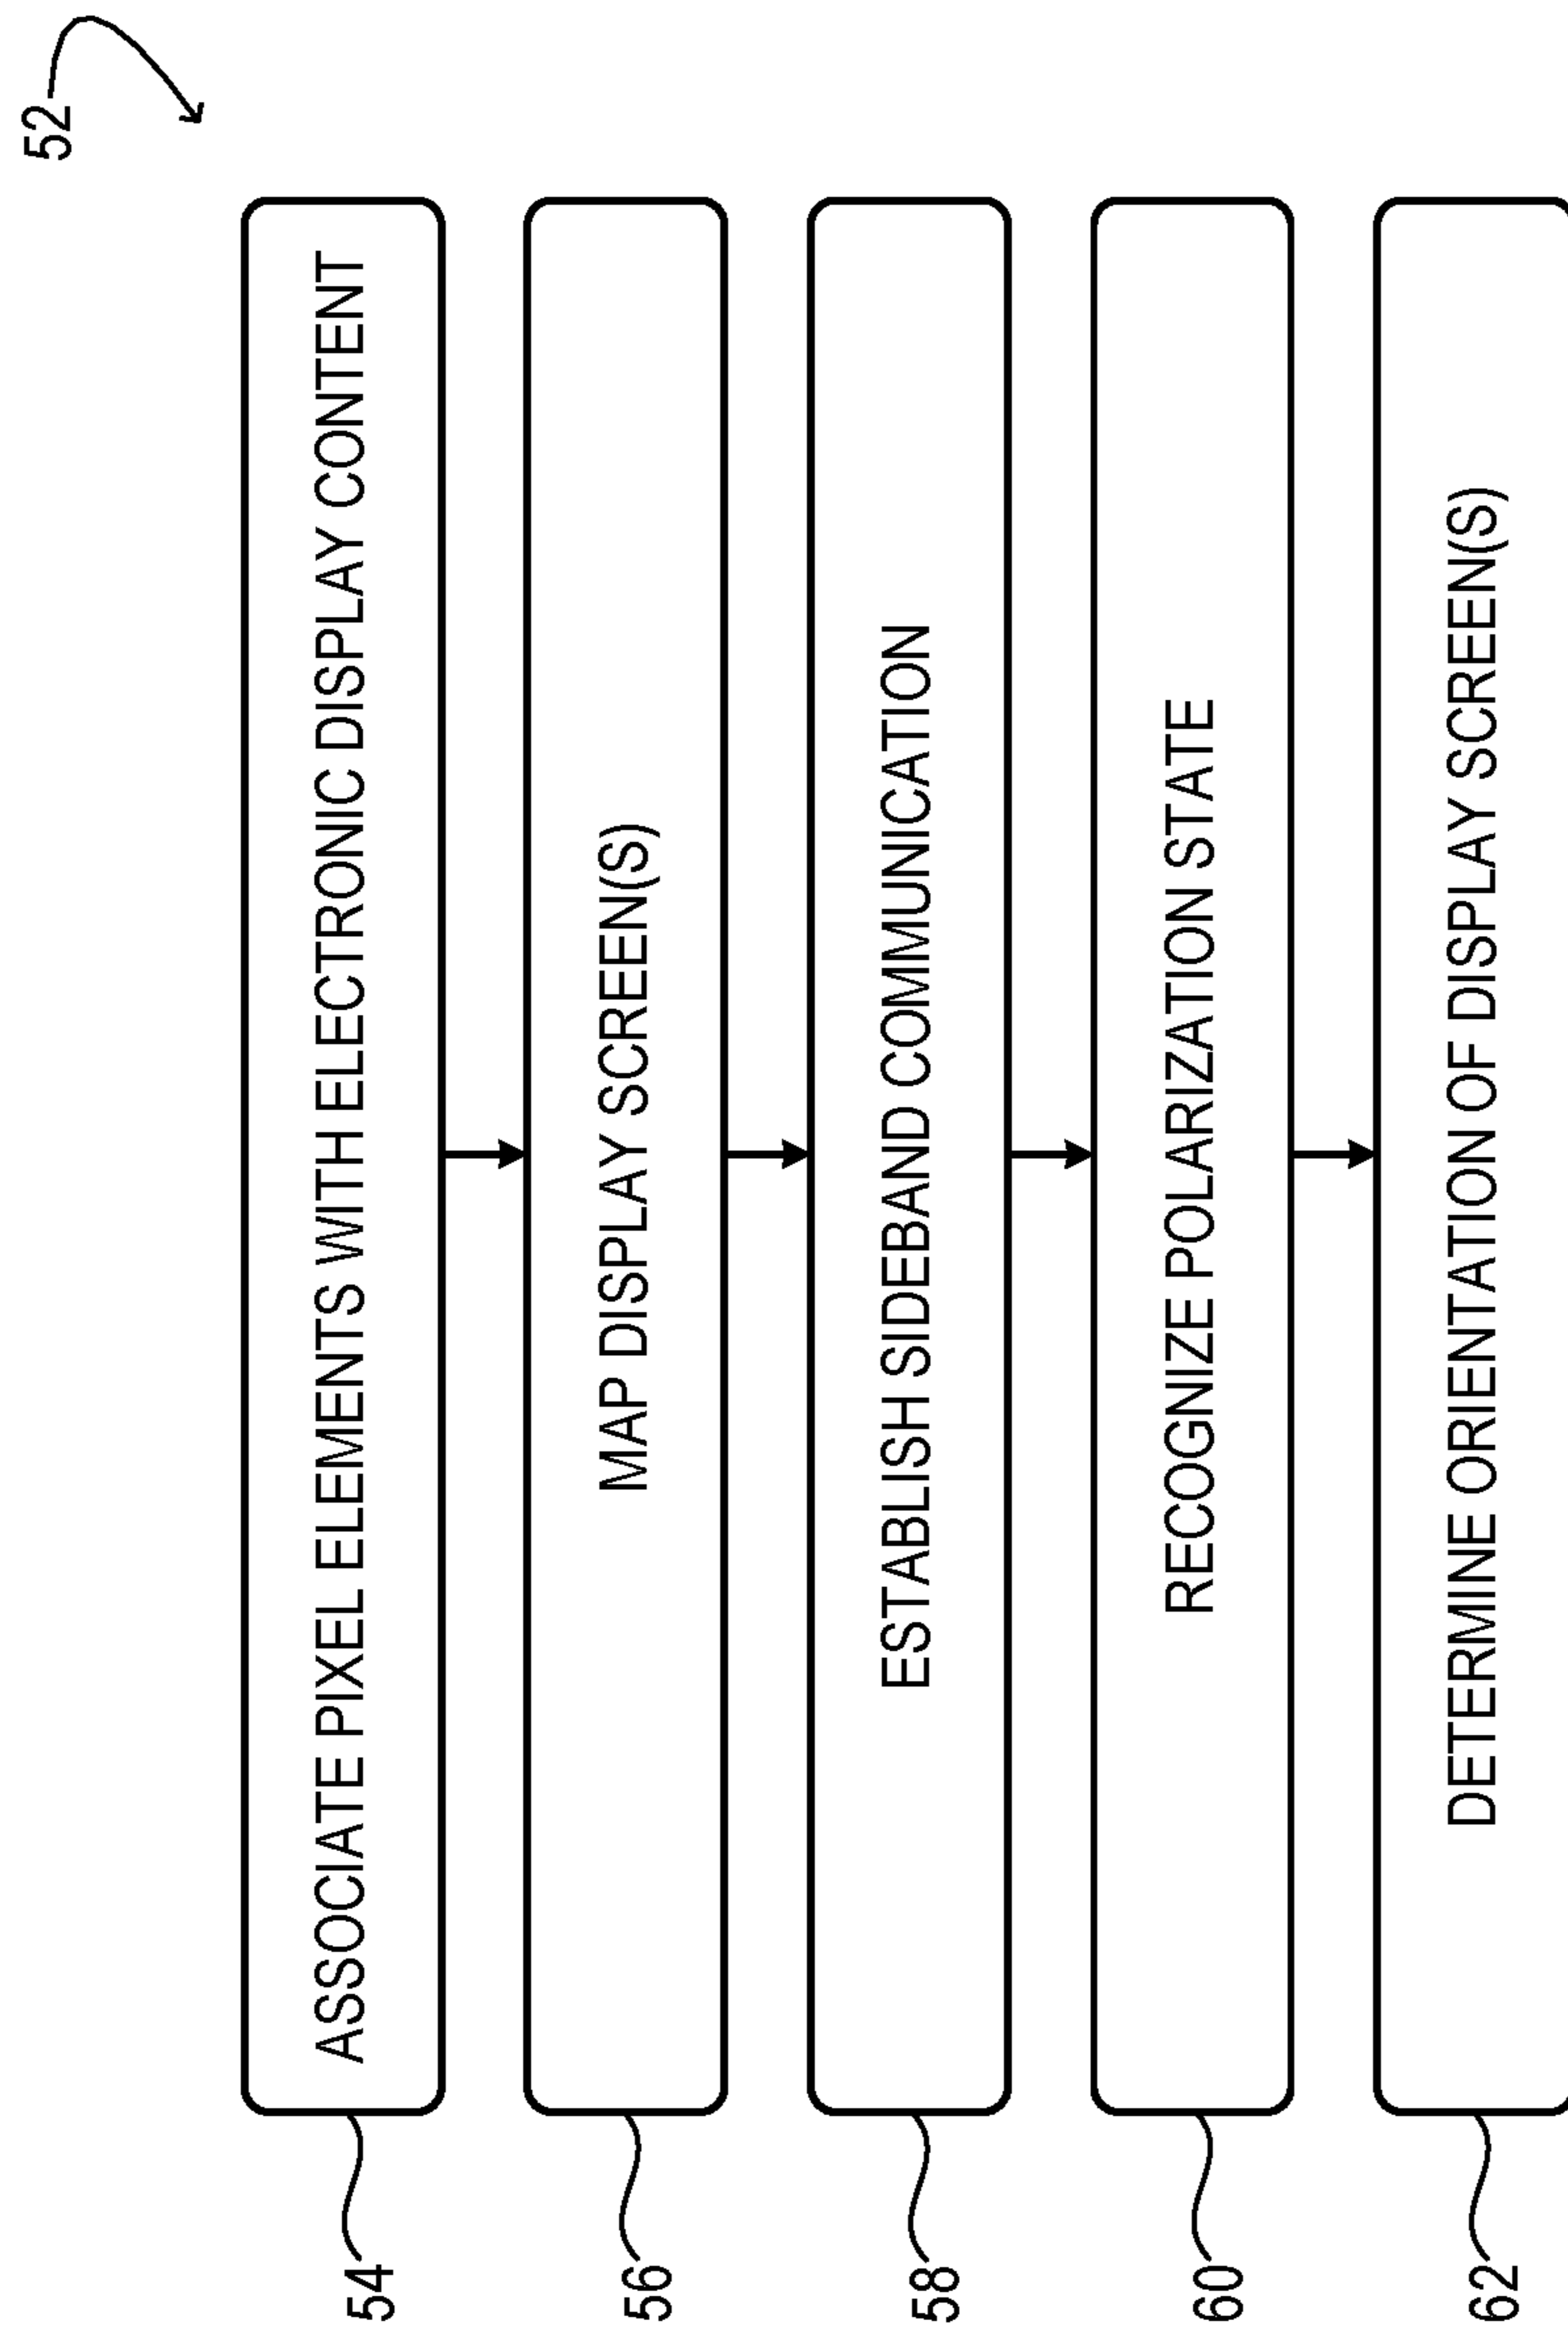 52
ASSOCIATE PIXEL ELEMENTS WITH ELECTRONIC DISPLAY CONTENT
54
MAP DISPLAY SCREEN(S)
56
ESTABLISH SIDEBAND COMMUNICATION
58
RECOGNIZE POLARIZATION STATE
60
DETERMINE ORIENTATION OF DISPLAY SCREEN(S)
62